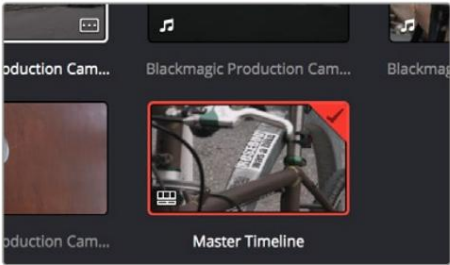 oduction Cam...
Blackmagic Production Cam...
Blackmag
oduction Cam...
Master Timeline